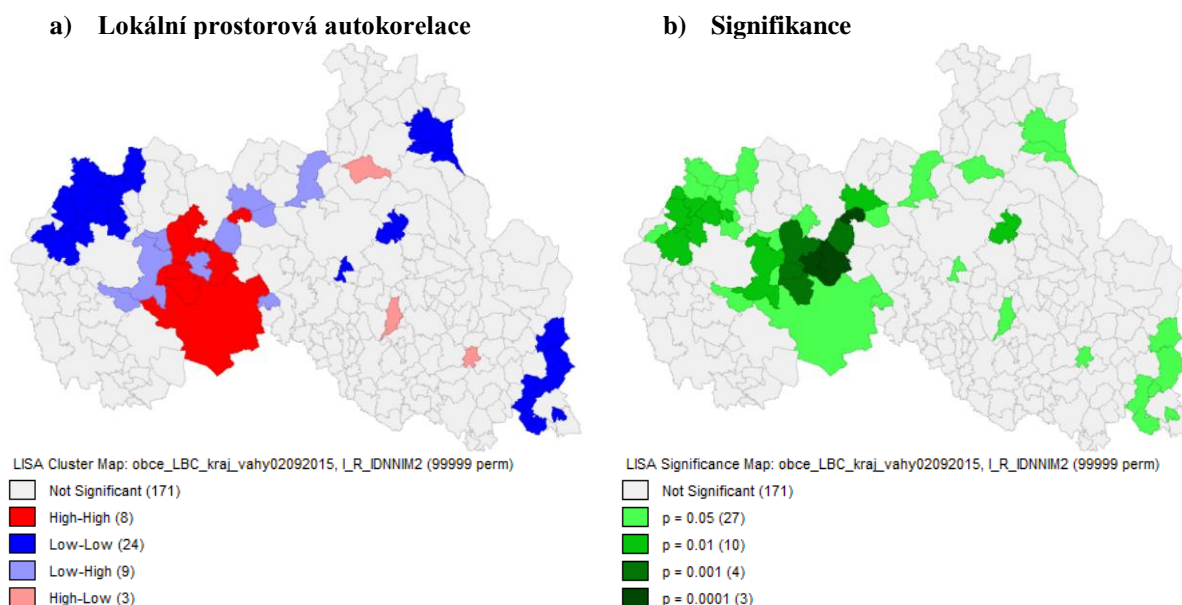 a) Lokální prostorová autokorelace
LISA Cluster Map: obce_LBC_kraj_vahy02092015, I_R_IDNNIM2 (99999 perm)
Not Significant (171)
High-High (8)
Low-Low (24)
Low-High (9)
High-Low (3)
b) Signifikance
LISA Significance Map: obce_LBC_kraj_vahy02092015, I_R_IDNNIM2 (99999 perm)
Not Significant (171)
p = 0.05 (27)
p = 0.01 (10)
p = 0.001 (4)
p = 0.0001 (3)